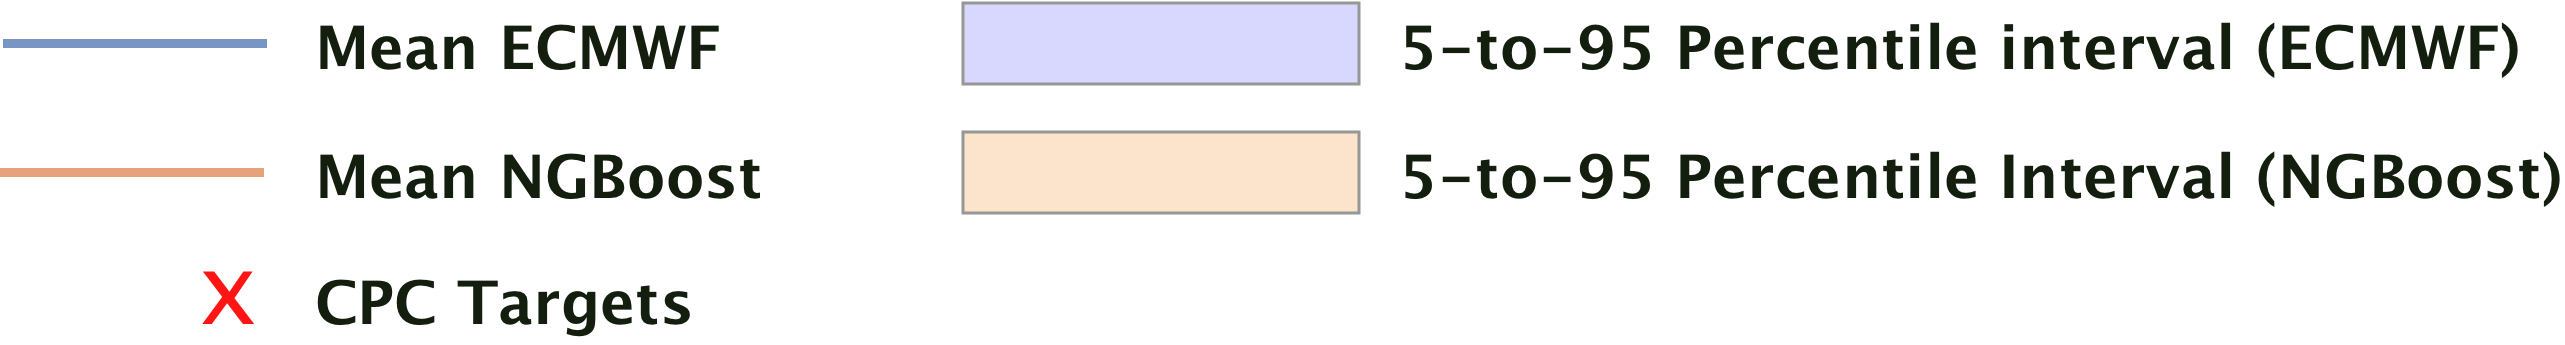 Mean ECMWF
5-to-95 Percentile interval (ECMWF)
Mean NGBoost
5-to-95 Percentile Interval (NGBoost)
X CPC Targets